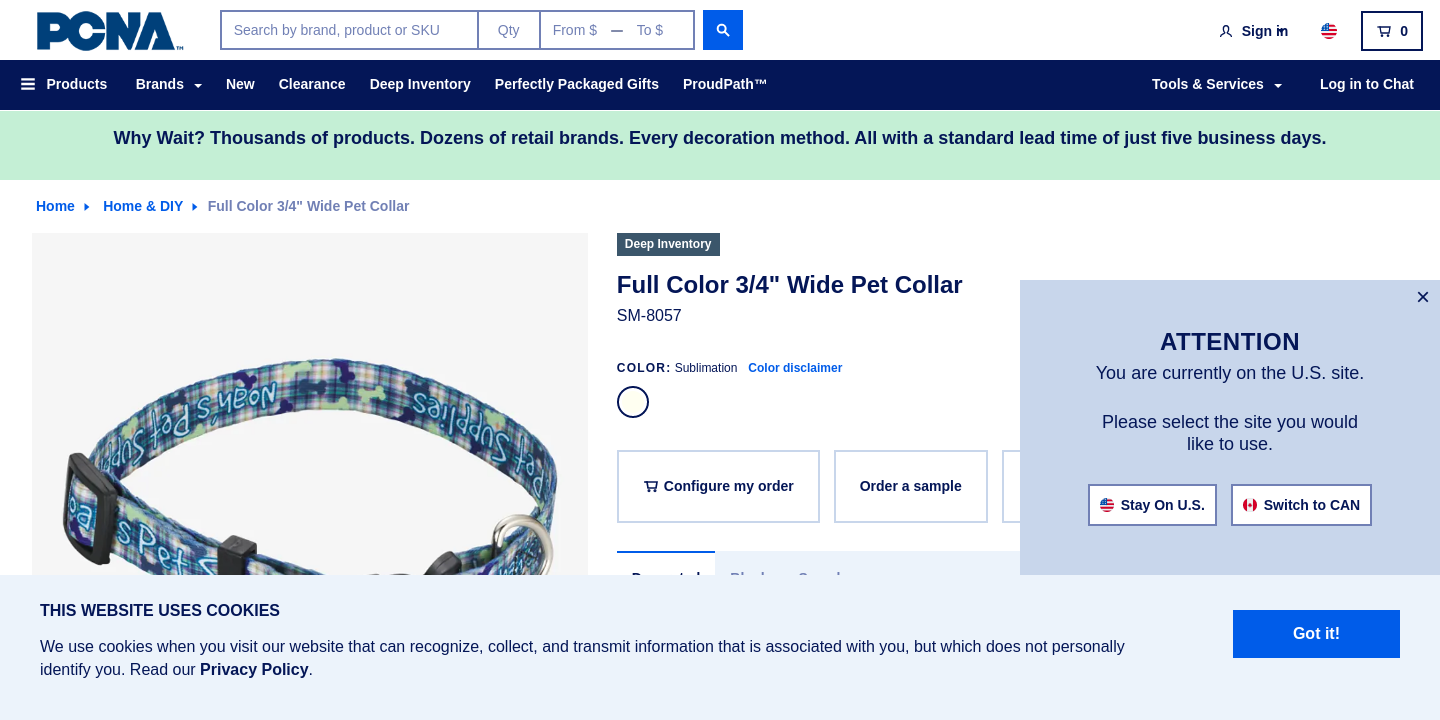 PCNA™
Search by brand, product or SKU
Qty
From $ — To $
Sign in
0
Products
Brands
New
Clearance
Deep Inventory
Perfectly Packaged Gifts
ProudPath™
Tools & Services
Log in to Chat
Why Wait? Thousands of products. Dozens of retail brands. Every decoration method. All with a standard lead time of just five business days.
Home
Home & DIY
Full Color 3/4" Wide Pet Collar
Noah's Pet Supplies
Deep Inventory
Full Color 3/4" Wide Pet Collar
SM-8057
COLOR: Sublimation Color disclaimer
Configure my order
Order a sample
×
ATTENTION
You are currently on the U.S. site.
Please select the site you would
like to use.
Stay On U.S.
Switch to CAN
THIS WEBSITE USES COOKIES
We use cookies when you visit our website that can recognize, collect, and transmit information that is associated with you, but which does not personally
identify you. Read our Privacy Policy.
Got it!